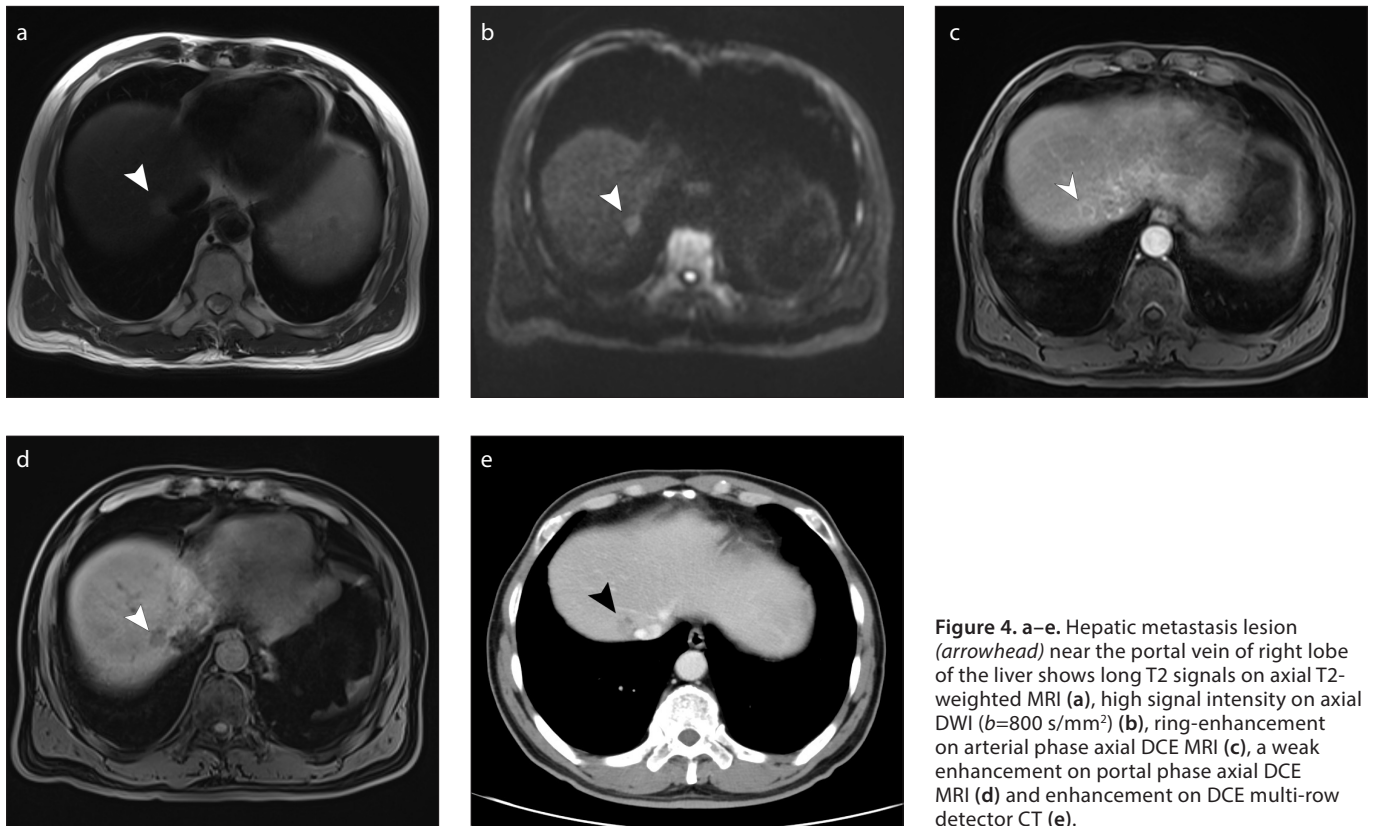 a
b
c
d
e
Figure 4. a–e. Hepatic metastasis lesion
(arrowhead) near the portal vein of right lobe
of the liver shows long T2 signals on axial T2-
weighted MRI (a), high signal intensity on axial
DWI (b=800 s/mm²) (b), ring-enhancement
on arterial phase axial DCE MRI (c), a weak
enhancement on portal phase axial DCE
MRI (d) and enhancement on DCE multi-row
detector CT (e).